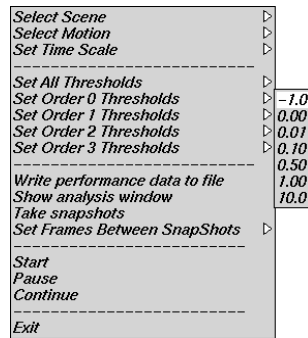 Select Scene
Select Motion
Set Time Scale
Set All Thresholds
Set Order 0 Thresholds
Set Order 1 Thresholds
Set Order 2 Thresholds
Set Order 3 Thresholds
Write performance data to file
Show analysis window
Take snapshots
Set Frames Between SnapShots
Start
Pause
Continue
Exit
-1.0
0.00
0.01
0.10
0.50
1.00
10.0